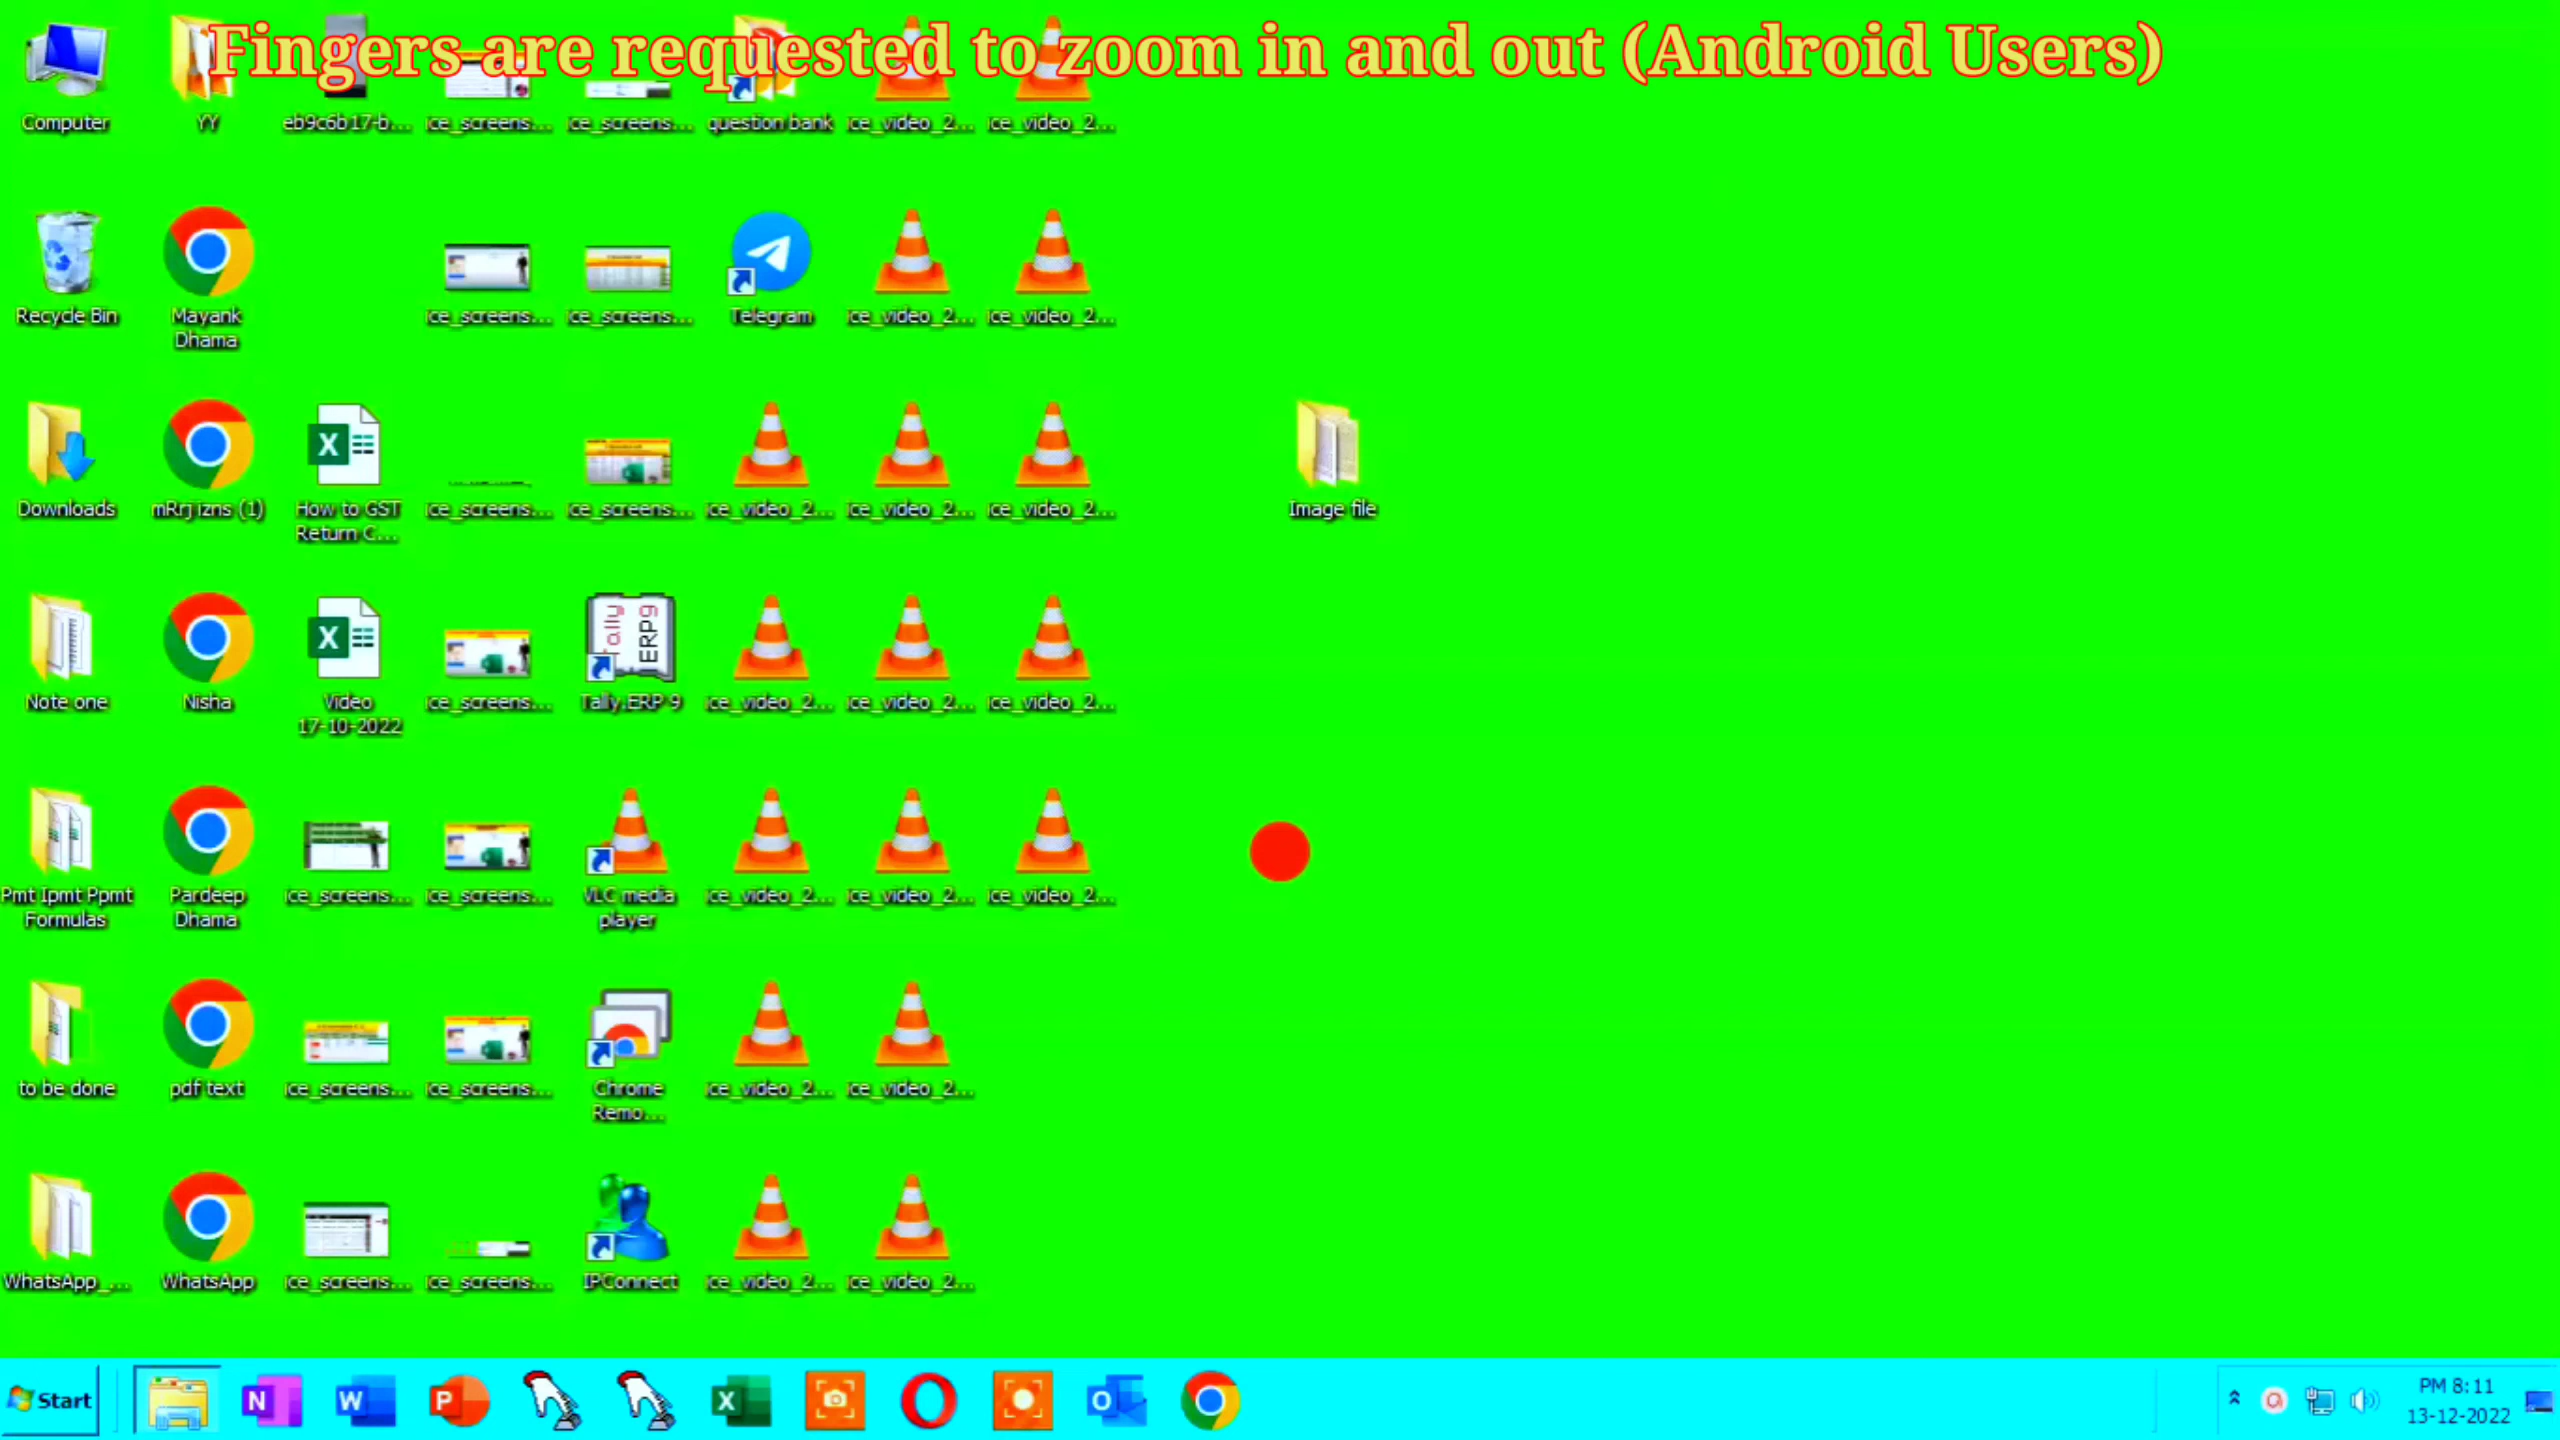 Fingers are requested to zoom in and out (Android Users)
Computer
YY
eb9c6b17-b...
ice_screens...
ice_screens...
question bank
ice_video_2...
ice_video_2...
Recycle Bin
Mayank
Dhama
ice_screens...
ice_screens...
Telegram
ice_video_2...
ice_video_2...
Downloads
mRrj izns (1)
How to GST
Return C...
ice_screens...
ice_screens...
ice_video_2...
ice_video_2...
ice_video_2...
Image file
Note one
Nisha
Video
17-10-2022
ice_screens...
Tally
ERP9
Tally.ERP 9
ice_video_2...
ice_video_2...
ice_video_2...
Pmt Ipmt Ppmt
Formulas
Pardeep
Dhama
ice_screens...
ice_screens...
VLC media
player
ice_video_2...
ice_video_2...
ice_video_2...
to be done
pdf text
ice_screens...
ice_screens...
Chrome
Remo...
ice_video_2...
ice_video_2...
WhatsApp_...
WhatsApp
ice_screens...
ice_screens...
IPConnect
ice_video_2...
ice_video_2...
Start
PM 8:11
13-12-2022